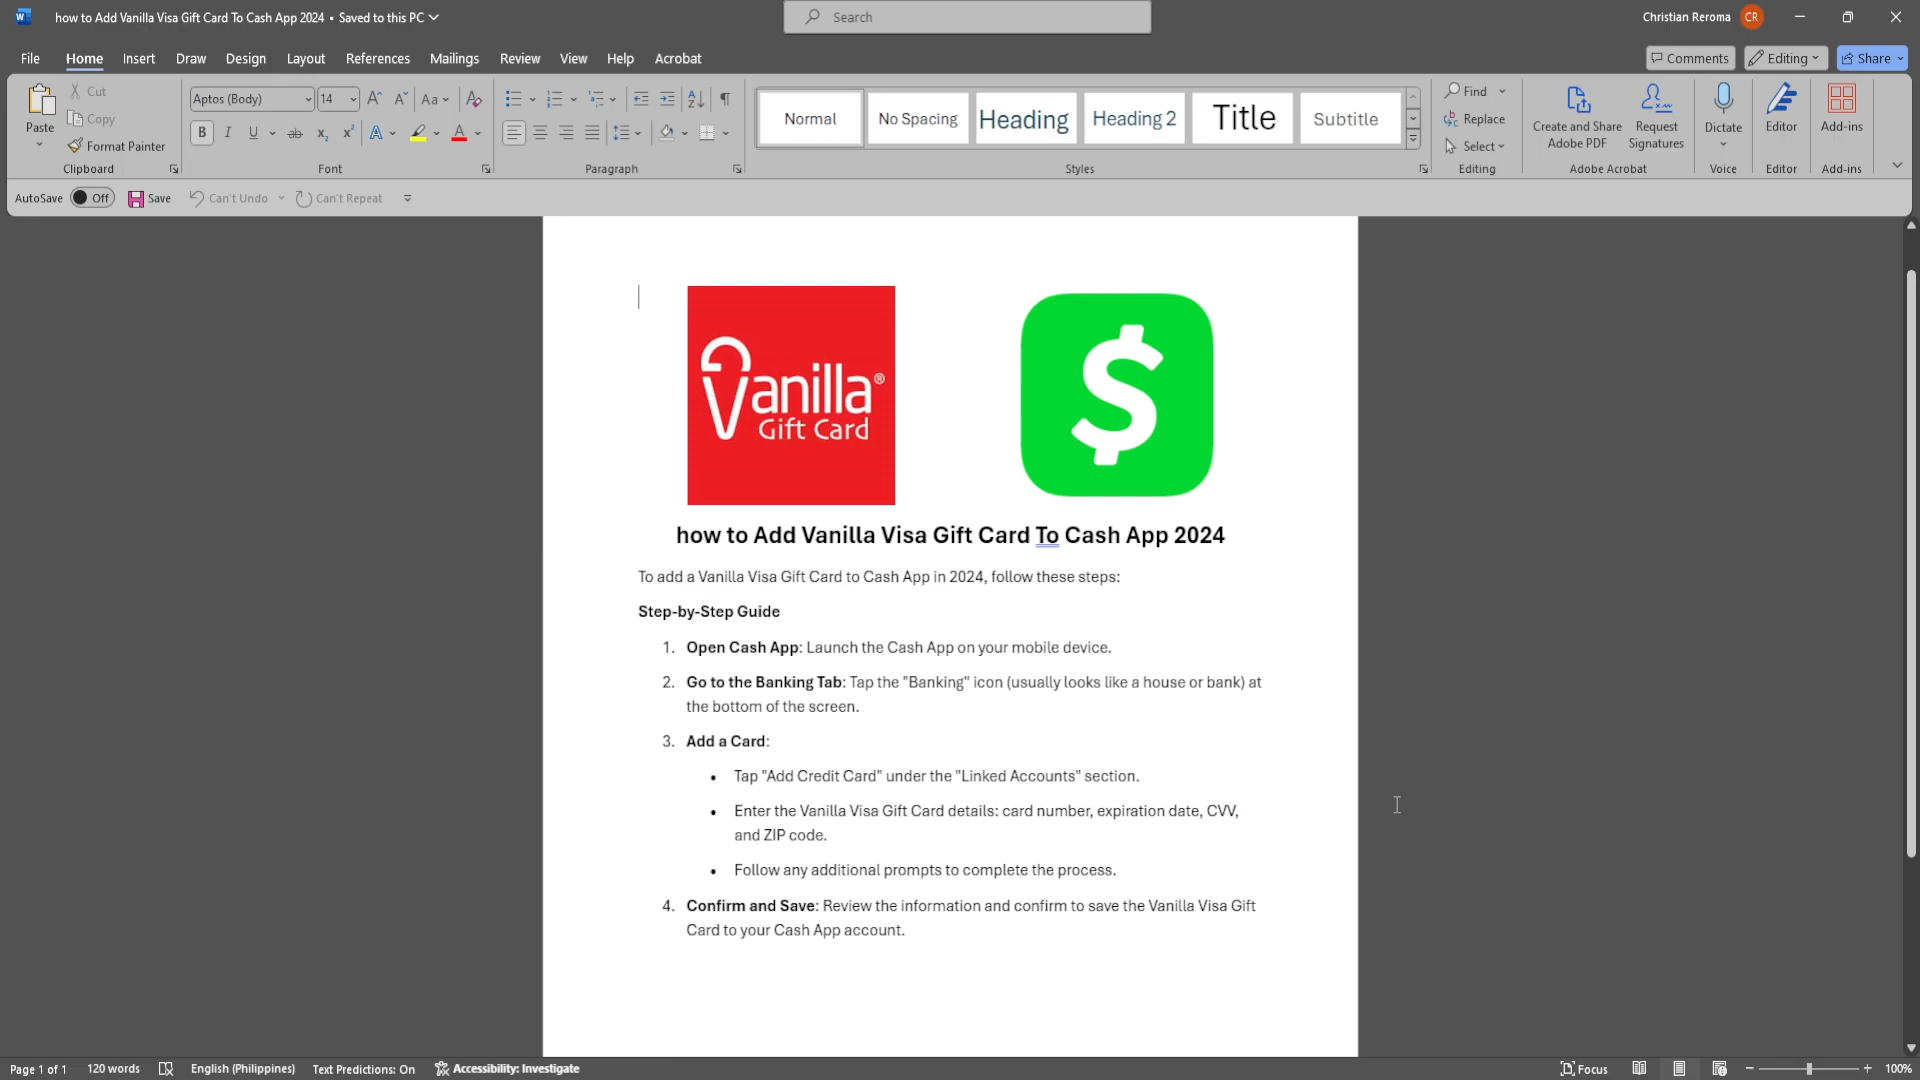 how to Add Vanilla Visa Gift Card To Cash App 2024 • Saved to this PC
Search
Christian Reroma CR
File Home Insert Draw Design Layout References Mailings Review View Help Acrobat
Comments Editing Share
Paste
Cut
Copy
Format Painter
Clipboard
Aptos (Body) 14
Font
Paragraph
Normal No Spacing Heading Heading 2 Title Subtitle
Styles
Find
Replace
Select
Editing
Create and Share
Adobe PDF
Request
Signatures
Adobe Acrobat
Dictate
Voice
Editor
Editor
Add-ins
Add-ins
AutoSave Off Save Can't Undo Can't Repeat
Vanilla®
Gift Card
$
how to Add Vanilla Visa Gift Card To Cash App 2024
To add a Vanilla Visa Gift Card to Cash App in 2024, follow these steps:
Step-by-Step Guide
1. Open Cash App: Launch the Cash App on your mobile device.
2. Go to the Banking Tab: Tap the "Banking" icon (usually looks like a house or bank) at
the bottom of the screen.
3. Add a Card:
• Tap "Add Credit Card" under the "Linked Accounts" section.
• Enter the Vanilla Visa Gift Card details: card number, expiration date, CVV,
and ZIP code.
• Follow any additional prompts to complete the process.
4. Confirm and Save: Review the information and confirm to save the Vanilla Visa Gift
Card to your Cash App account.
Page 1 of 1 120 words English (Philippines) Text Predictions: On Accessibility: Investigate
Focus 100%